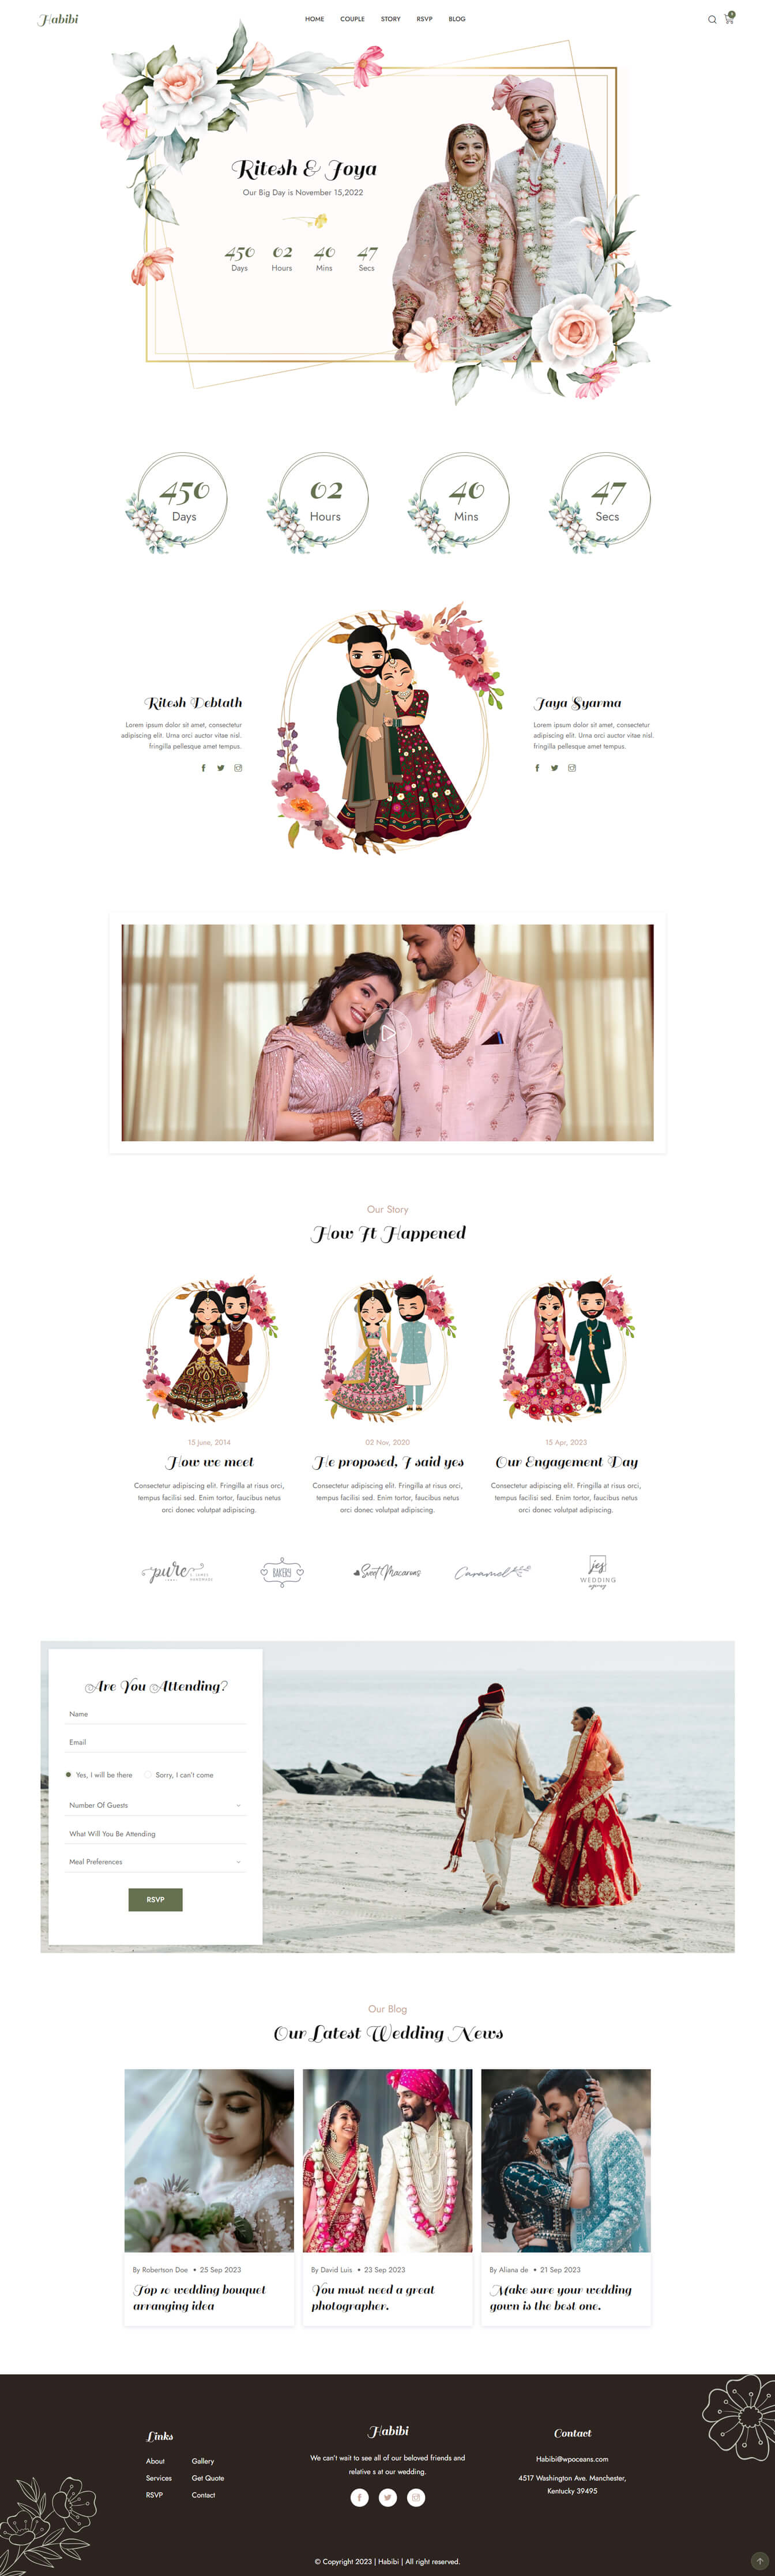 Habibi
HOME COUPLE STORY RSVP BLOG
Ritesh & Joya
Our Big Day is November 15,2022
450 02 40 47
Days Hours Mins Secs
450 02 40 47
Days Hours Mins Secs
Ritesh Debtath
Lorem ipsum dolor sit amet, consectetur
adipiscing elit. Urna orci auctor vitae nisl.
fringilla pellesque amet tempus.
Jaya Syarma
Lorem ipsum dolor sit amet, consectetur
adipiscing elit. Urna orci auctor vitae nisl.
fringilla pellesque amet tempus.
Our Story
How It Happened
15 June, 2014
How we meet
Consectetur adipiscing elit. Fringilla at risus orci,
tempus facilisi sed. Enim tortor, faucibus netus
orci donec volutpat adipiscing.
02 Nov, 2020
He proposed, I said yes
Consectetur adipiscing elit. Fringilla at risus orci,
tempus facilisi sed. Enim tortor, faucibus netus
orci donec volutpat adipiscing.
15 Apr, 2023
Our Engagement Day
Consectetur adipiscing elit. Fringilla at risus orci,
tempus facilisi sed. Enim tortor, faucibus netus
orci donec volutpat adipiscing.
pure
BAKERY
Sweet Macarons
Caramel
jes
WEDDING
agency
Are You Attending?
Name
Email
Yes, I will be there Sorry, I can't come
Number Of Guests
What Will You Be Attending
Meal Preferences
RSVP
Our Blog
Our Latest Wedding News
By Robertson Doe • 25 Sep 2023
Top 10 wedding bouquet
arranging idea
By David Luis • 23 Sep 2023
You must need a great
photographer.
By Aliana de • 21 Sep 2023
Make sure your wedding
gown is the best one.
Links
About Gallery
Services Get Quote
RSVP Contact
Habibi
We can't wait to see all of our beloved friends and
relative s at our wedding.
Contact
Habibi@wpoceans.com
4517 Washington Ave. Manchester,
Kentucky 39495
© Copyright 2023 | Habibi | All right reserved.